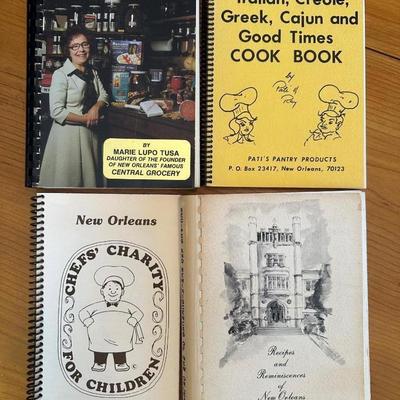 BY
MARIE LUPO TUSA
DAUGHTER OF THE FOUNDER
OF NEW ORLEANS' FAMOUS
CENTRAL GROCERY
Italian, Creole,
Greek, Cajun and
Good Times
COOK BOOK
by
Pati & Ray
PATI'S PANTRY PRODUCTS
P. O. Box 23417, New Orleans, 70123
New Orleans
CHEFS' CHARITY
FOR CHILDREN
Recipes
and
Reminiscences
of
New Orleans